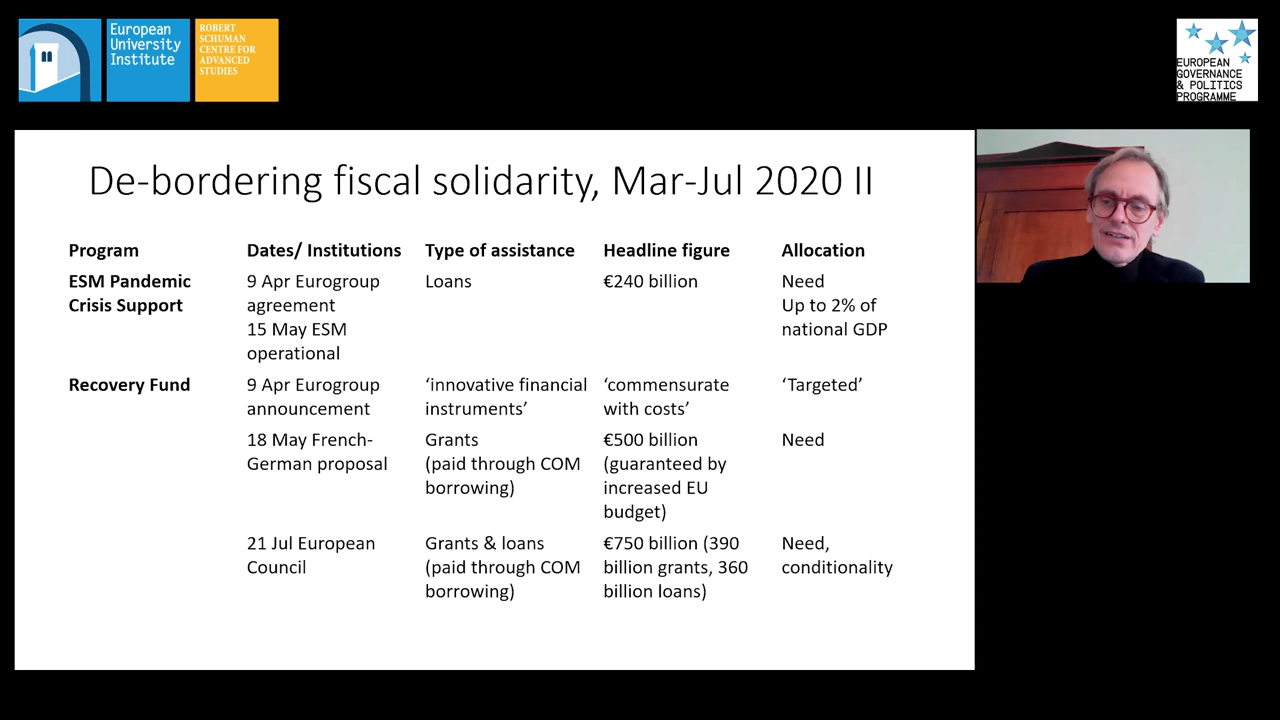 European
University
Institute
ROBERT
SCHUMAN
CENTRE FOR
ADVANCED
STUDIES
EUROPEAN
GOVERNANCE
& POLITICS
PROGRAMME
De-bordering fiscal solidarity, Mar-Jul 2020 II
Program Dates/ Institutions Type of assistance Headline figure Allocation
ESM Pandemic 9 Apr Eurogroup Loans €240 billion Need
Crisis Support agreement Up to 2% of
15 May ESM national GDP
operational
Recovery Fund 9 Apr Eurogroup ‘innovative financial ‘commensurate ‘Targeted’
announcement instruments’ with costs’
18 May French- Grants €500 billion Need
German proposal (paid through COM (guaranteed by
borrowing) increased EU
budget)
21 Jul European Grants & loans €750 billion (390 Need,
Council (paid through COM billion grants, 360 conditionality
borrowing) billion loans)